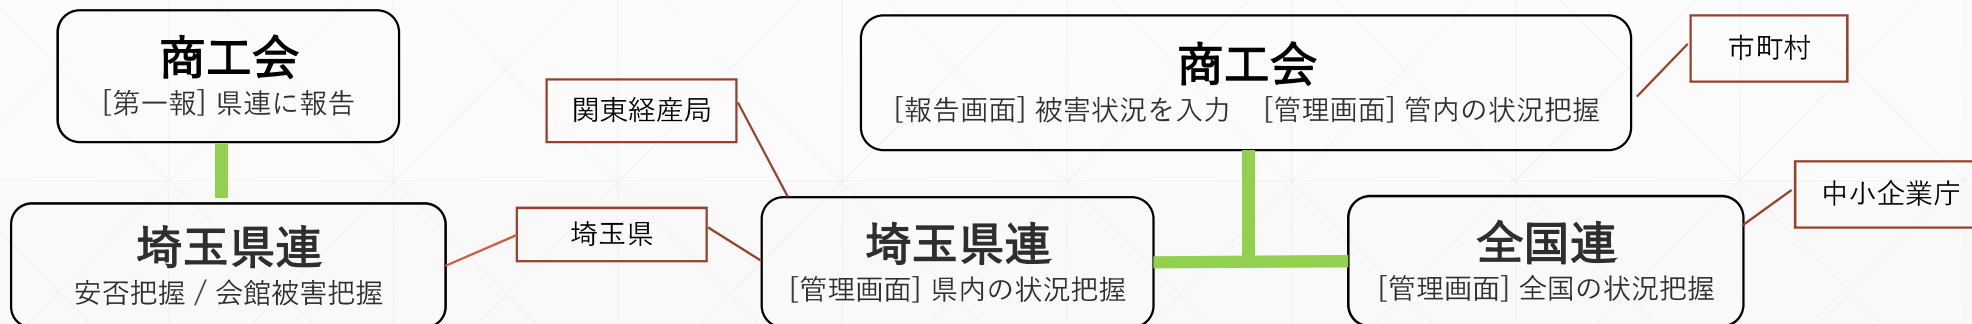 商工会
[第一報] 県連に報告
埼玉県連
安否把握 / 会館被害把握
埼玉県
関東経産局
商工会
[報告画面] 被害状況を入力　[管理画面] 管内の状況把握
市町村
埼玉県連
[管理画面] 県内の状況把握
全国連
[管理画面] 全国の状況把握
中小企業庁